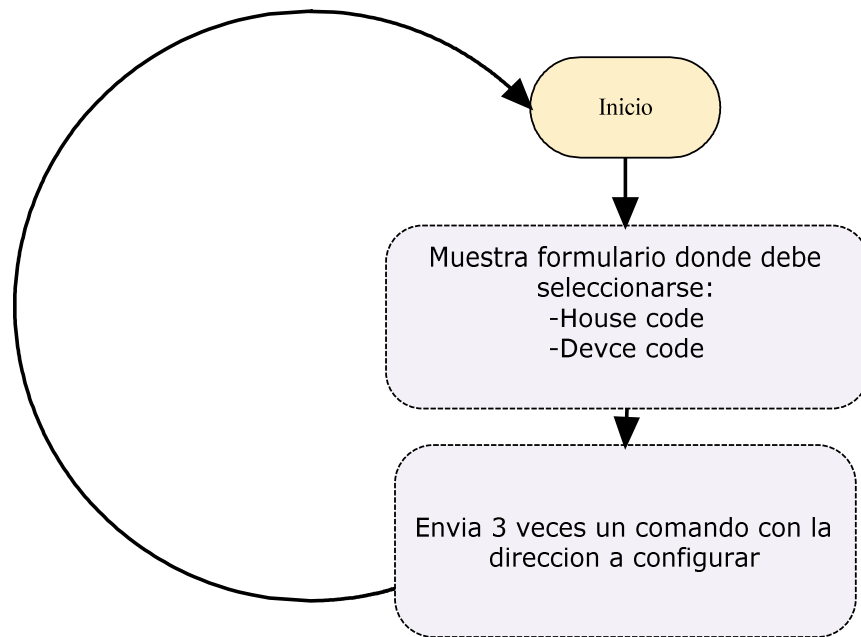 Inicio
Muestra formulario donde debe
seleccionarse:
-House code
-Devce code
Envia 3 veces un comando con la
direccion a configurar